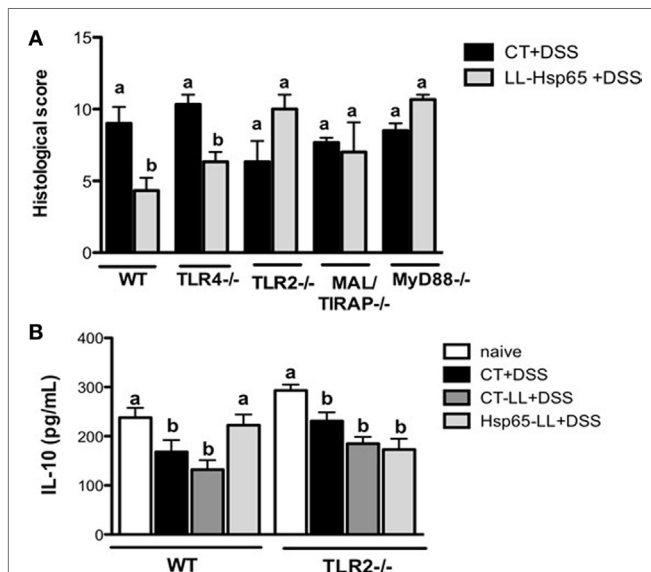 A
15
10
5
0
Histological score
a b a b a a a a a a
CT+DSS
LL-Hsp65 +DSS
WT TLR4-/- TLR2-/- MAL/ MyD88-/-
TIRAP-/-
B
400
300
200
100
0
IL-10 (pg/mL)
a b b a a b b b
naive
CT+DSS
CT-LL+DSS
Hsp65-LL+DSS
WT TLR2-/-